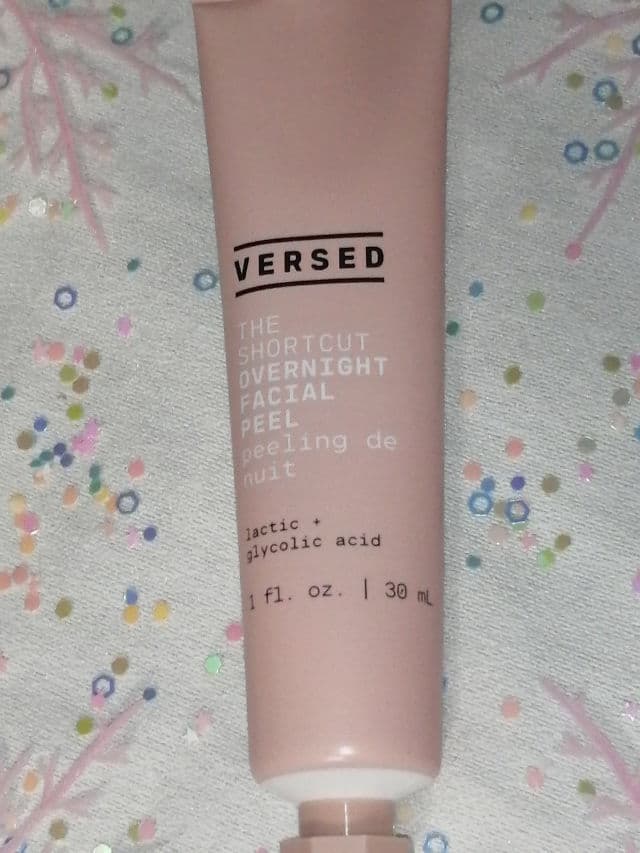 VERSED
THE
SHORTCUT
OVERNIGHT
FACIAL
PEEL
peeling de
nuit
lactic +
glycolic acid
1 fl. oz. | 30 mL